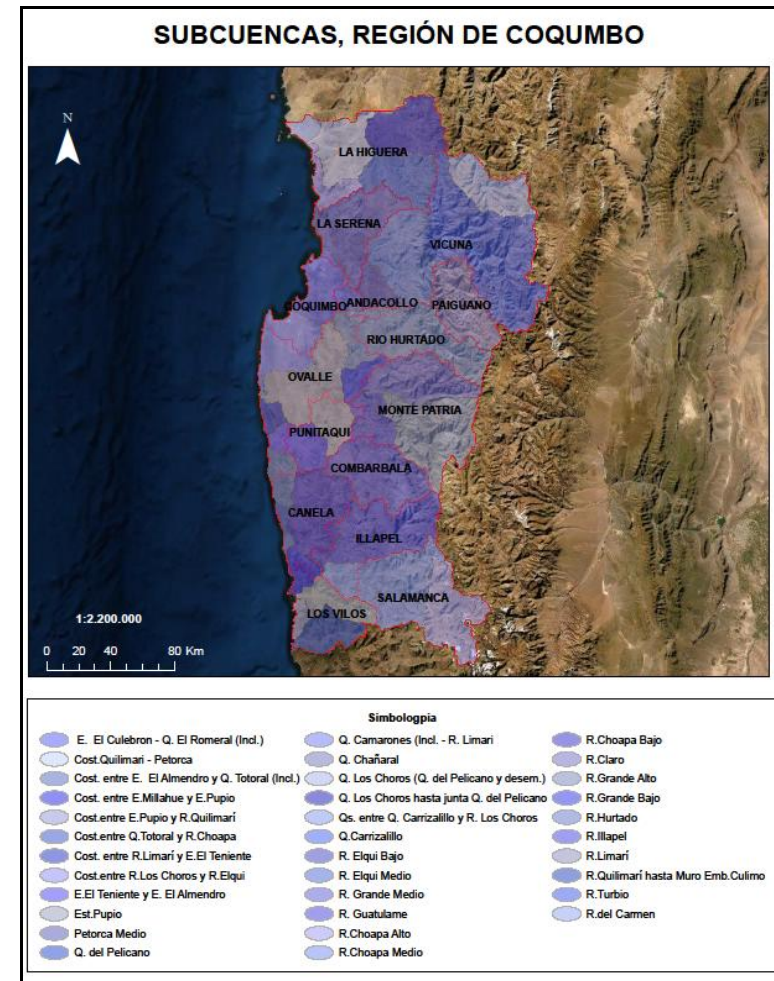 SUBCUENCAS, REGIÓN DE COQUMBO
N
LA HIGUERA
LA SERENA
VICUNA
COQUIMBO
ANDACOLLO
PAIGUANO
RIO HURTADO
OVALLE
MONTE PATRIA
PUNITAQUI
COMBARBALA
CANELA
ILLAPEL
SALAMANCA
LOS VILOS
1:2.200.000
0 20 40 80 Km
Simbologpia
E. El Culebron - Q. El Romeral (Incl.)
Cost.Quilimari - Petorca
Cost. entre E. El Almendro y Q. Totoral (Incl.)
Cost. entre E.Millahue y E.Pupio
Cost.entre E.Pupio y R.Quilimarí
Cost.entre Q.Totoral y R.Choapa
Cost. entre R.Limarí y E.El Teniente
Cost.entre R.Los Choros y R.Elqui
E.El Teniente y E. El Almendro
Est.Pupio
Petorca Medio
Q. del Pelicano
Q. Camarones (Incl. - R. Limari
Q. Chañaral
Q. Los Choros (Q. del Pelicano y desem.)
Q. Los Choros hasta junta Q. del Pelicano
Qs. entre Q. Carrizalillo y R. Los Choros
Q.Carrizalillo
R. Elqui Bajo
R. Elqui Medio
R. Grande Medio
R. Guatulame
R.Choapa Alto
R.Choapa Medio
R.Choapa Bajo
R.Claro
R.Grande Alto
R.Grande Bajo
R.Hurtado
R.Illapel
R.Limarí
R.Quilimarí hasta Muro Emb.Culimo
R.Turbio
R.del Carmen